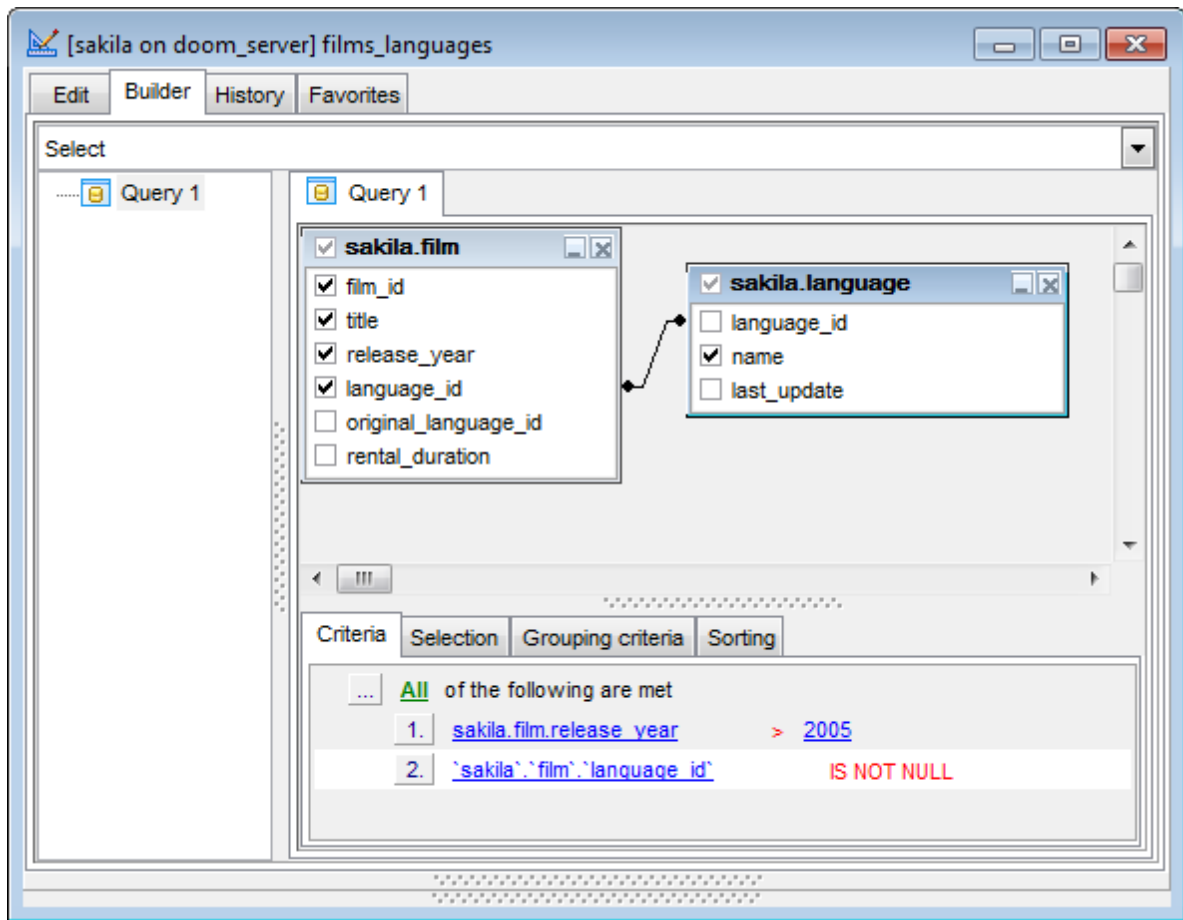 [sakila on doom_server] films_languages
Edit Builder History Favorites
Select
Query 1
Query 1
sakila.film
film_id
title
release_year
language_id
original_language_id
rental_duration
sakila.language
language_id
name
last_update
Criteria Selection Grouping criteria Sorting
... All of the following are met
1. sakila.film.release_year > 2005
2. `sakila`.`film`.`language_id` IS NOT NULL